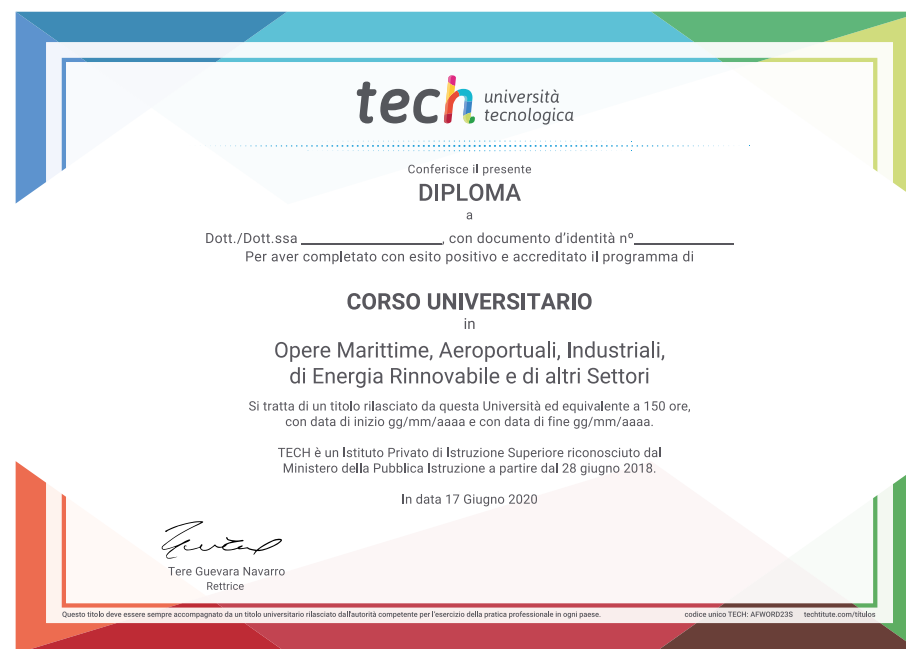 tech università
tecnologica
Conferisce il presente
DIPLOMA
a
Dott./Dott.ssa ____________________, con documento d'identità nº______________
Per aver completato con esito positivo e accreditato il programma di
CORSO UNIVERSITARIO
in
Opere Marittime, Aeroportuali, Industriali,
di Energia Rinnovabile e di altri Settori
Si tratta di un titolo rilasciato da questa Università ed equivalente a 150 ore,
con data di inizio gg/mm/aaaa e con data di fine gg/mm/aaaa.
TECH è un Istituto Privato di Istruzione Superiore riconosciuto dal
Ministero della Pubblica Istruzione a partire dal 28 giugno 2018.
In data 17 Giugno 2020
Tere Guevara Navarro
Rettrice
Questo titolo deve essere sempre accompagnato da un titolo universitario rilasciato dall'autorità competente per l'esercizio della pratica professionale in ogni paese. codice unico TECH: AFWORD23S techtitute.com/titulos